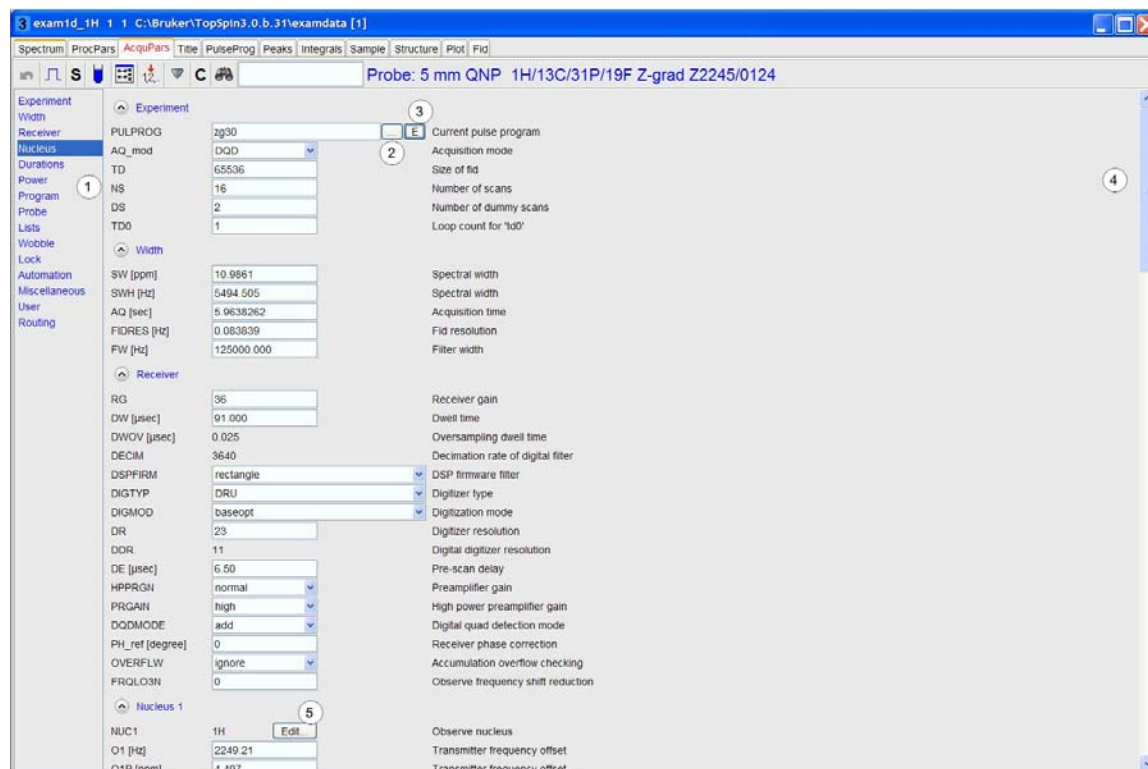 3 exam1d_1H 1 1 C:\Bruker\TopSpin3.0.b.31\examdata [1]
Spectrum ProcPars AcquPars Title PulseProg Peaks Integrals Sample Structure Plot Fid
S C Probe: 5 mm QNP 1H/13C/31P/19F Z-grad Z2245/0124
Experiment
Width
Receiver
Nucleus
Durations
Power
Program
Probe
Lists
Wobble
Lock
Automation
Miscellaneous
User
Routing
1
Experiment
3
PULPROG zg30 ... E Current pulse program
2
AQ_mod DQD Acquisition mode
TD 65536 Size of fid
4
NS 16 Number of scans
DS 2 Number of dummy scans
TD0 1 Loop count for 'td0'
Width
SW [ppm] 10.9861 Spectral width
SWH [Hz] 5494.505 Spectral width
AQ [sec] 5.9638262 Acquisition time
FIDRES [Hz] 0.083839 Fid resolution
FW [Hz] 125000.000 Filter width
Receiver
RG 36 Receiver gain
DW [µsec] 91.000 Dwell time
DWOV [µsec] 0.025 Oversampling dwell time
DECIM 3640 Decimation rate of digital filter
DSPFIRM rectangle DSP firmware filter
DIGTYP DRU Digitizer type
DIGMOD baseopt Digitization mode
DR 23 Digitizer resolution
DDR 11 Digital digitizer resolution
DE [µsec] 6.50 Pre-scan delay
HPPRGN normal Preamplifier gain
PRGAIN high High power preamplifier gain
DQDMODE add Digital quad detection mode
PH_ref [degree] 0 Receiver phase correction
OVERFLW ignore Accumulation overflow checking
FRQLO3N 0 Observe frequency shift reduction
Nucleus 1
5
NUC1 1H Edit... Observe nucleus
O1 [Hz] 2249.21 Transmitter frequency offset
O1P [ppm] 4.497 Transmitter frequency offset